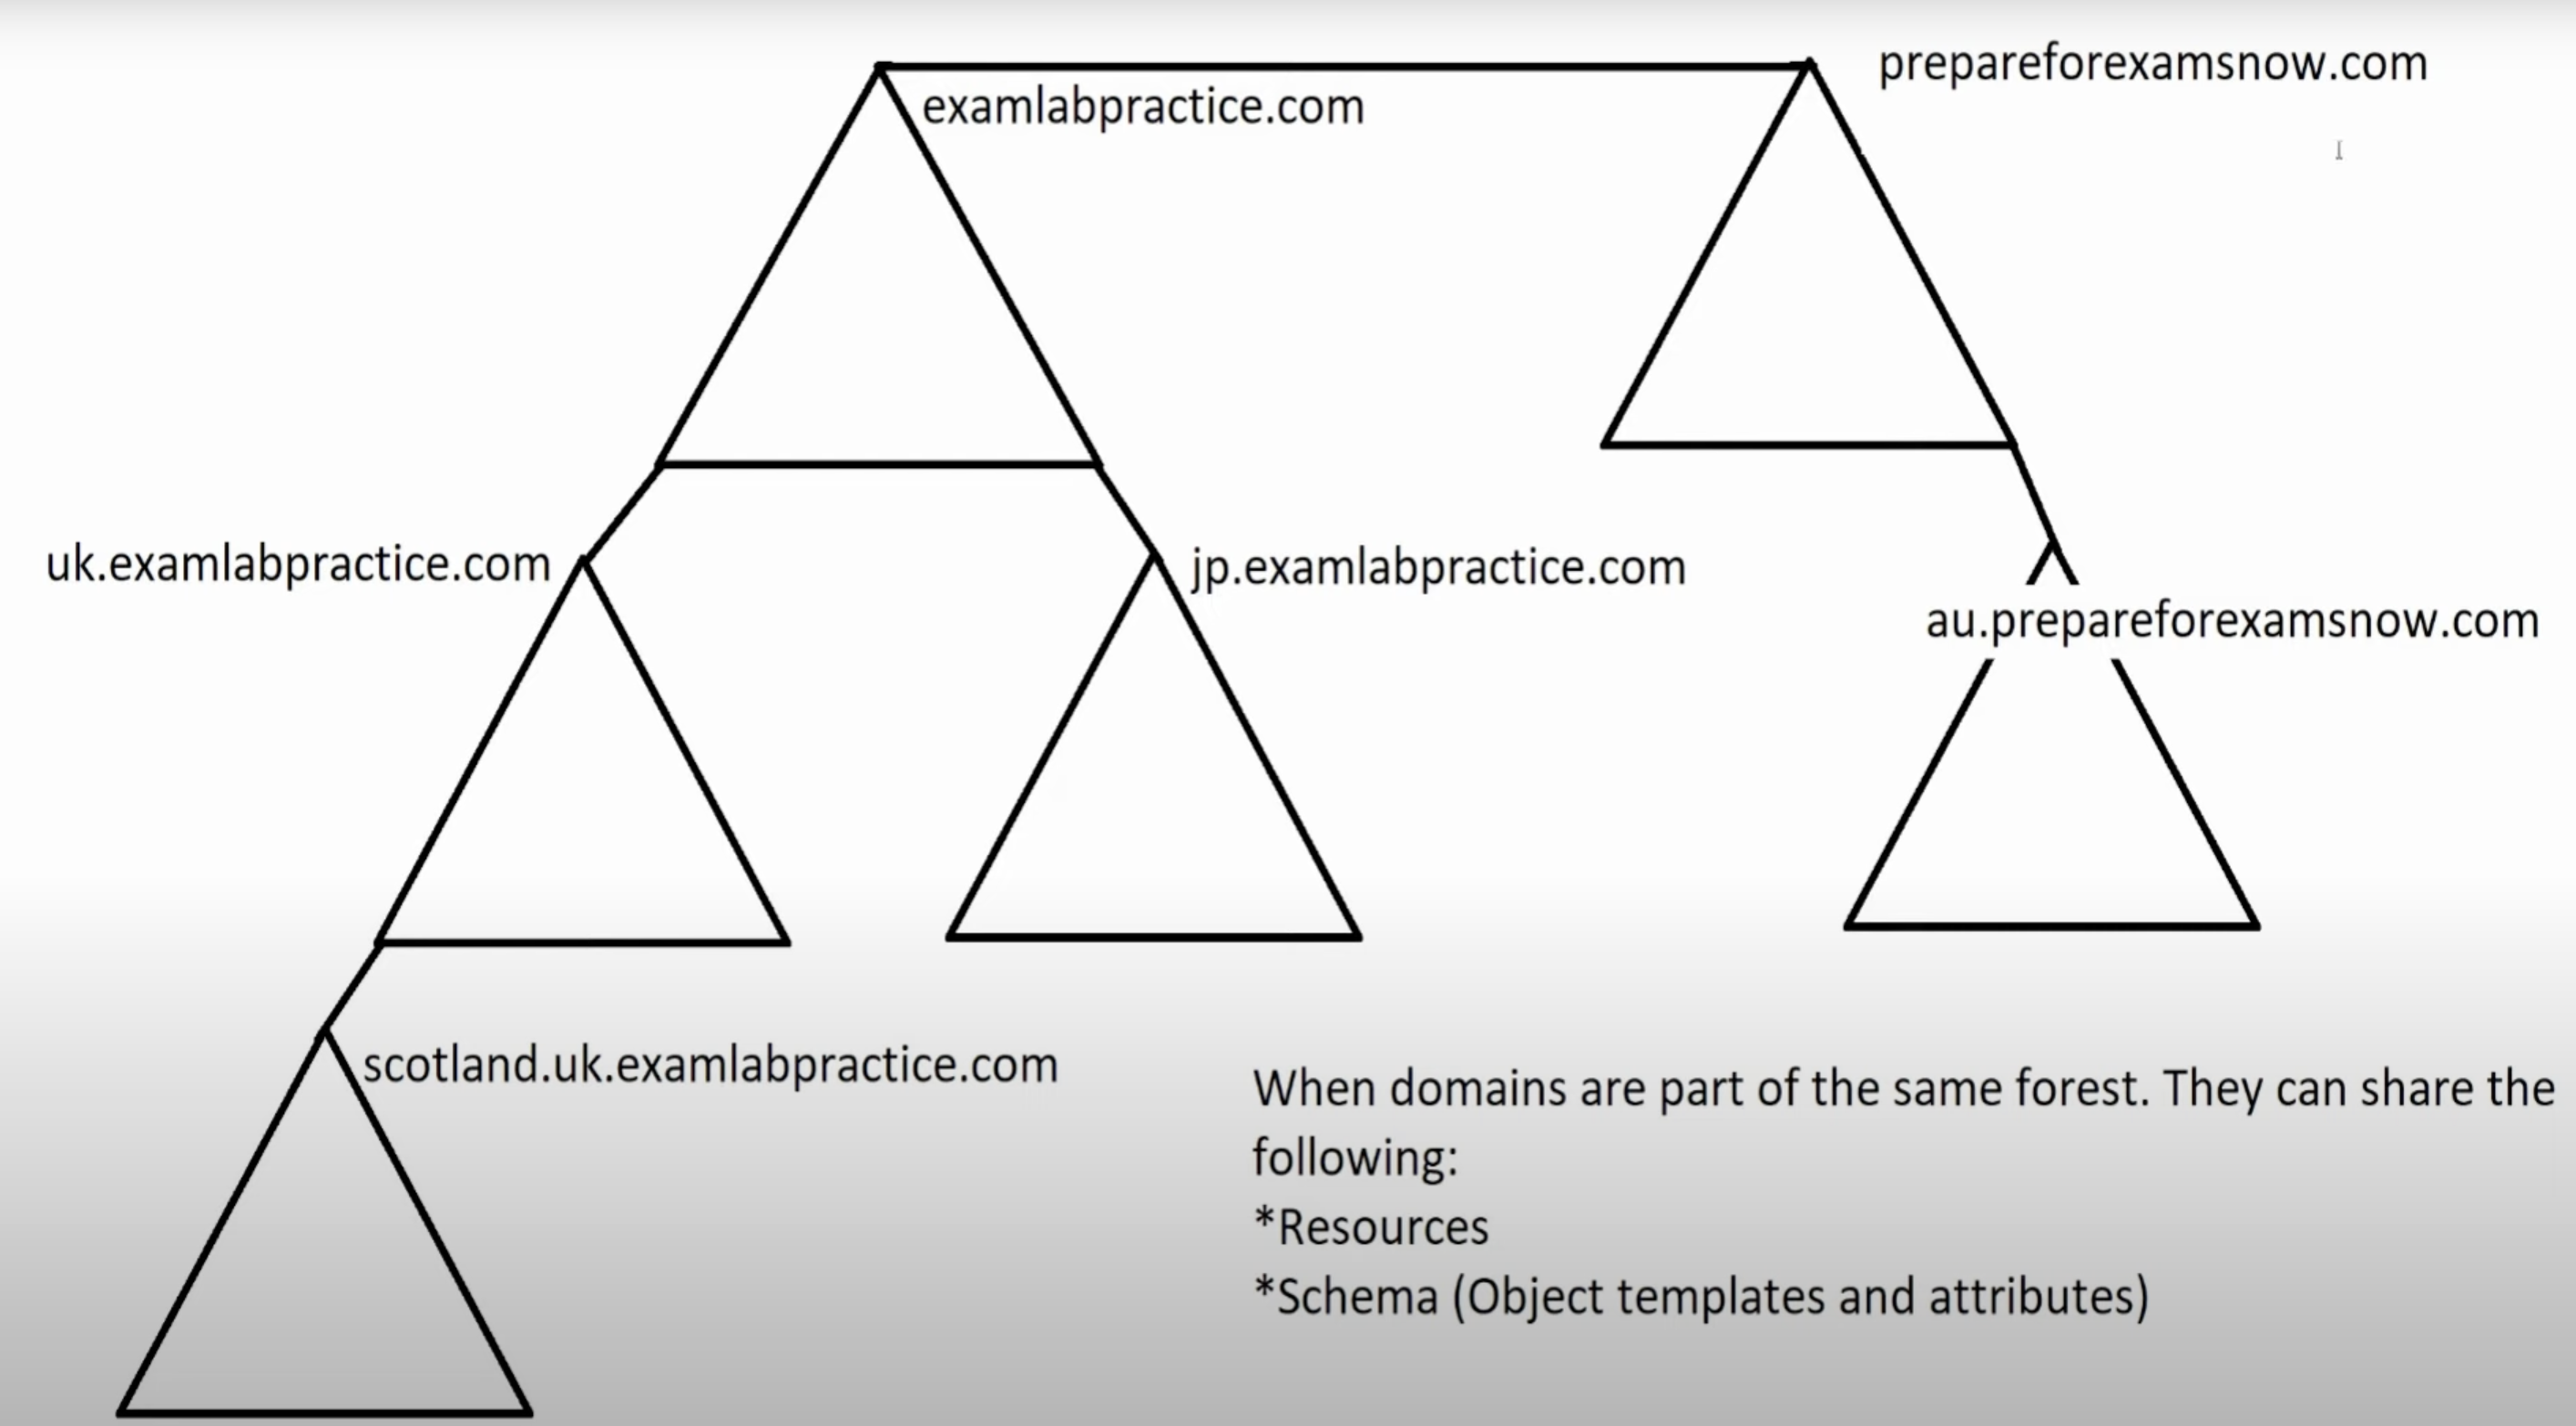 prepareforexamsnow.com
examlabpractice.com
uk.examlabpractice.com
jp.examlabpractice.com
au.prepareforexamsnow.com
scotland.uk.examlabpractice.com
When domains are part of the same forest. They can share the
following:
*Resources
*Schema (Object templates and attributes)